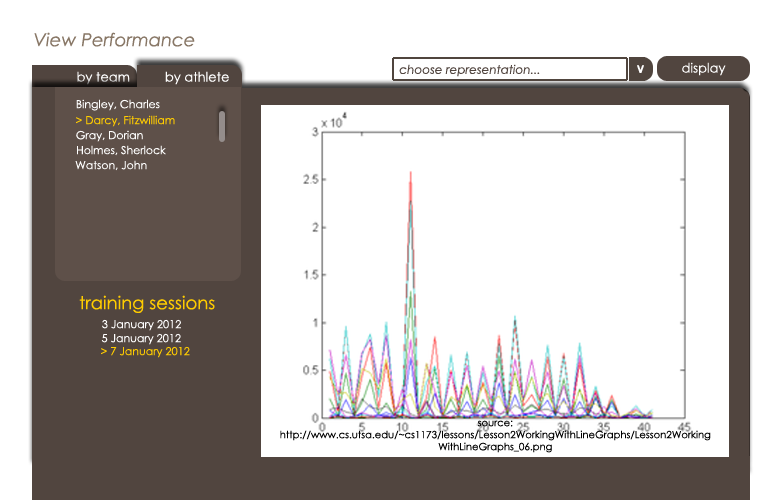 View Performance
by team
by athlete
choose representation...
v
display
Bingley, Charles
> Darcy, Fitzwilliam
Gray, Dorian
Holmes, Sherlock
Watson, John
training sessions
3 January 2012
5 January 2012
> 7 January 2012
x 10^4
3
2.5
2
1.5
1
0.5
0
0 5 10 15 20 25 30 35 40 45
source:
http://www.cs.utsa.edu/~cs1173/lessons/Lesson2WorkingWithLineGraphs/Lesson2Working
WithLineGraphs_06.png